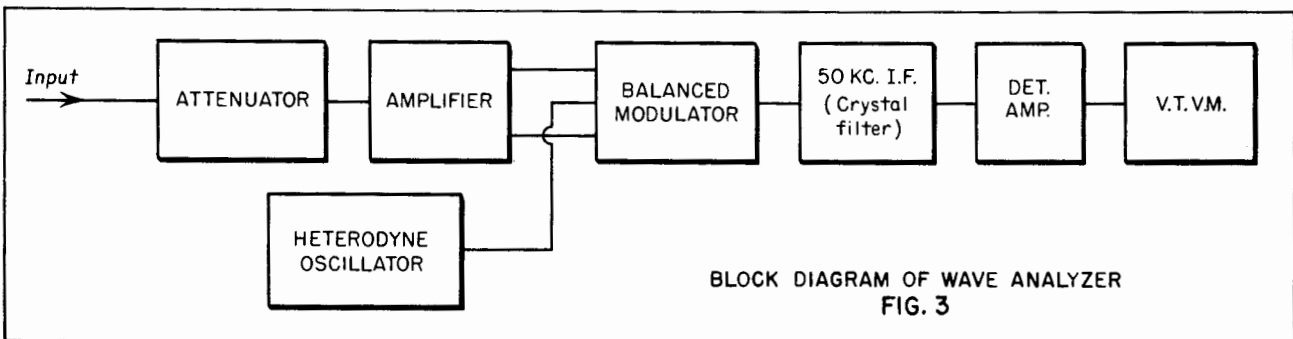 Input
ATTENUATOR
AMPLIFIER
BALANCED
MODULATOR
50 KC. I.F.
(Crystal
filter)
DET.
AMP.
V.T.V.M.
HETERODYNE
OSCILLATOR
BLOCK DIAGRAM OF WAVE ANALYZER
FIG. 3